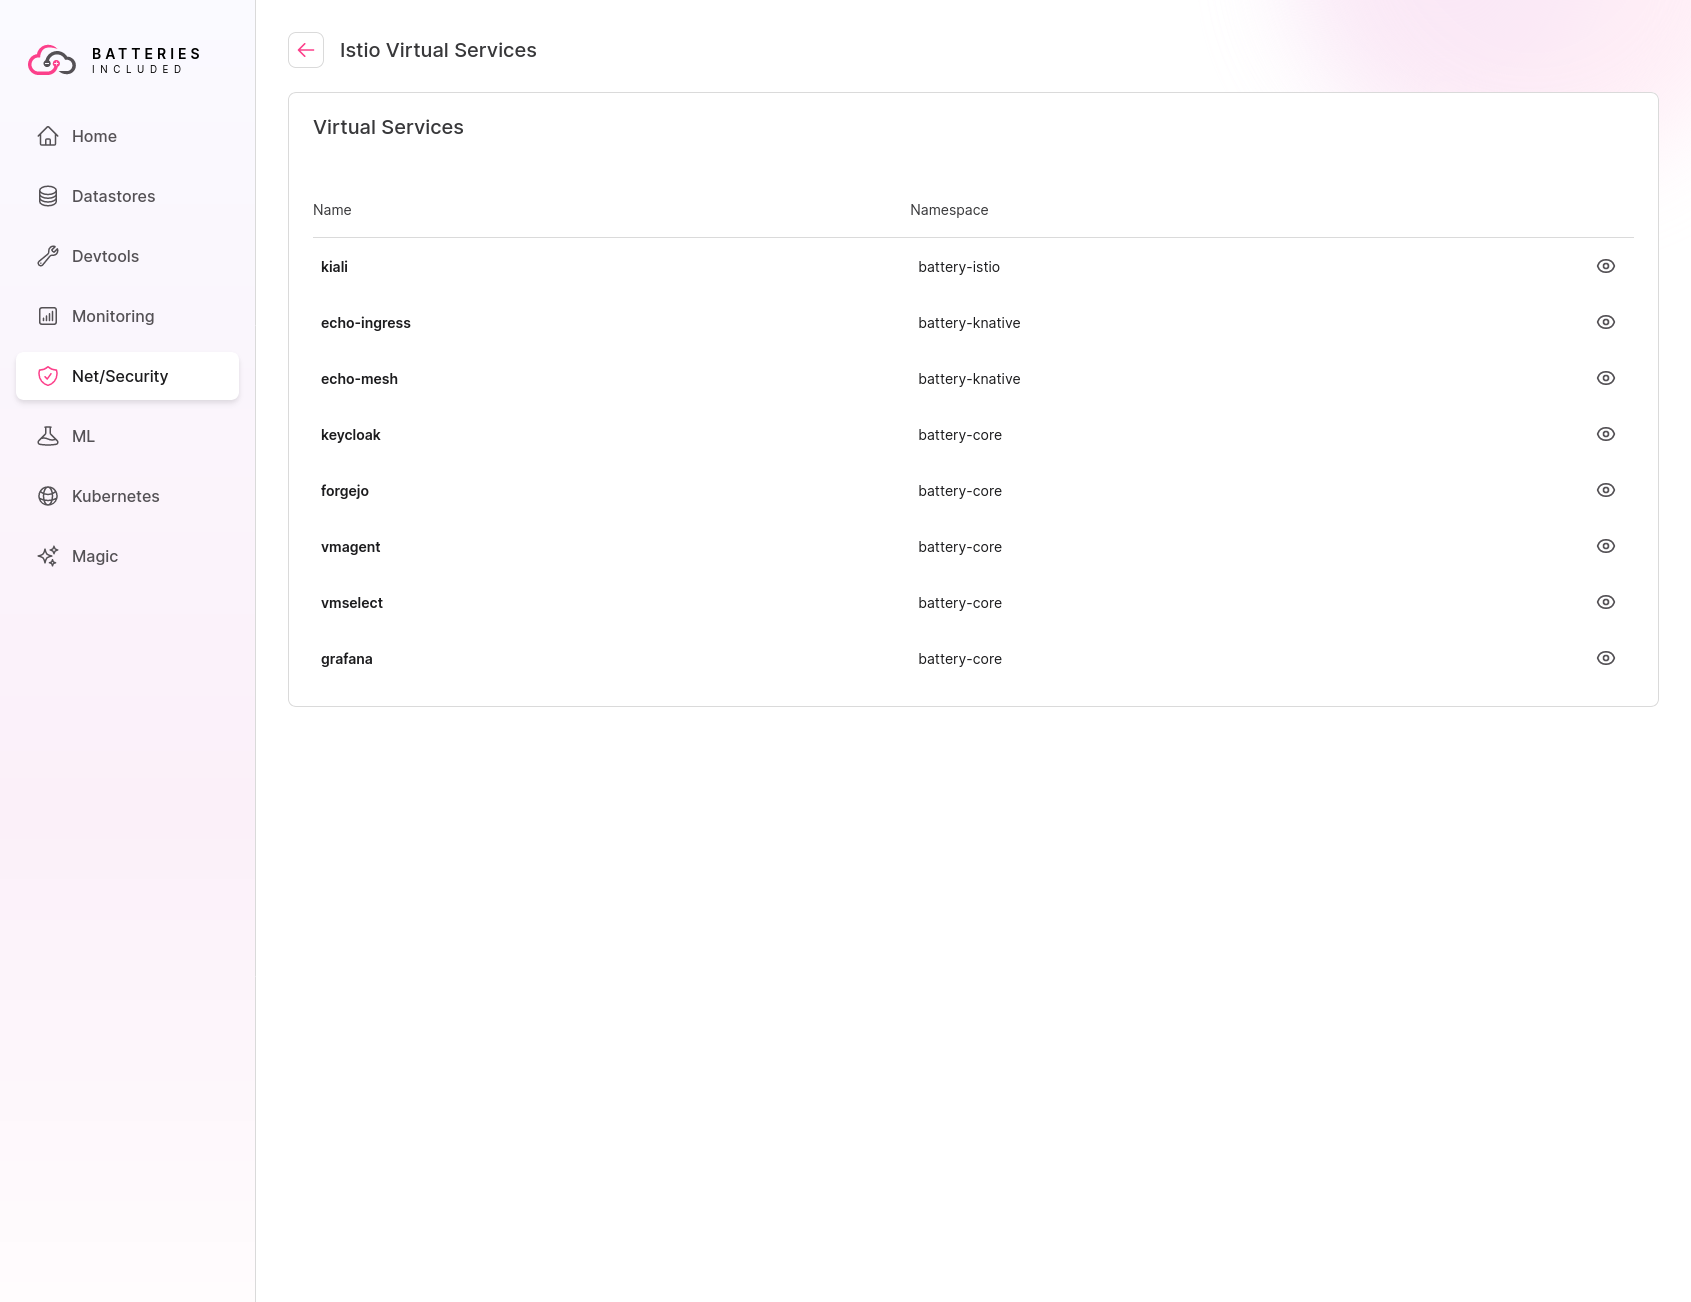 BATTERIES
INCLUDED
Home
Datastores
Devtools
Monitoring
Net/Security
ML
Kubernetes
Magic
Istio Virtual Services
Virtual Services
Name Namespace
kiali battery-istio
echo-ingress battery-knative
echo-mesh battery-knative
keycloak battery-core
forgejo battery-core
vmagent battery-core
vmselect battery-core
grafana battery-core